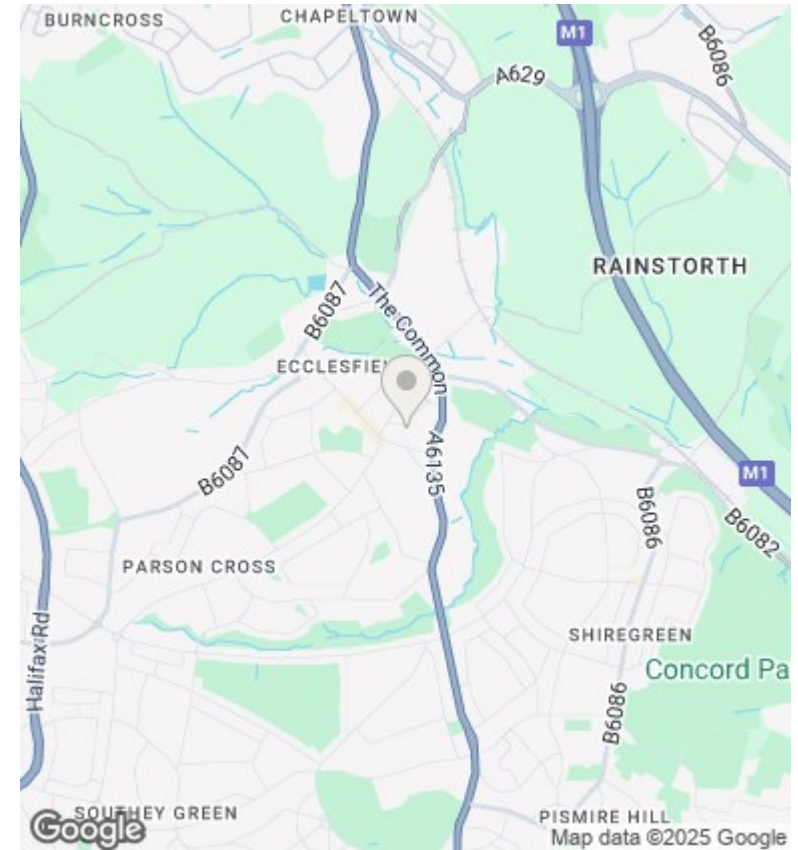 BURNCROSS
CHAPELTOWN
M1
B6086
A629
RAINSTORTH
B6087
The Common
ECCLESFIE
B6087
A6135
M1
B6086
B6082
PARSON CROSS
Halifax Rd
SHIREGREEN
Concord Pa
B6086
SOUTHEY GREEN
PISMIRE HILL
Google
Map data ©2025 Google